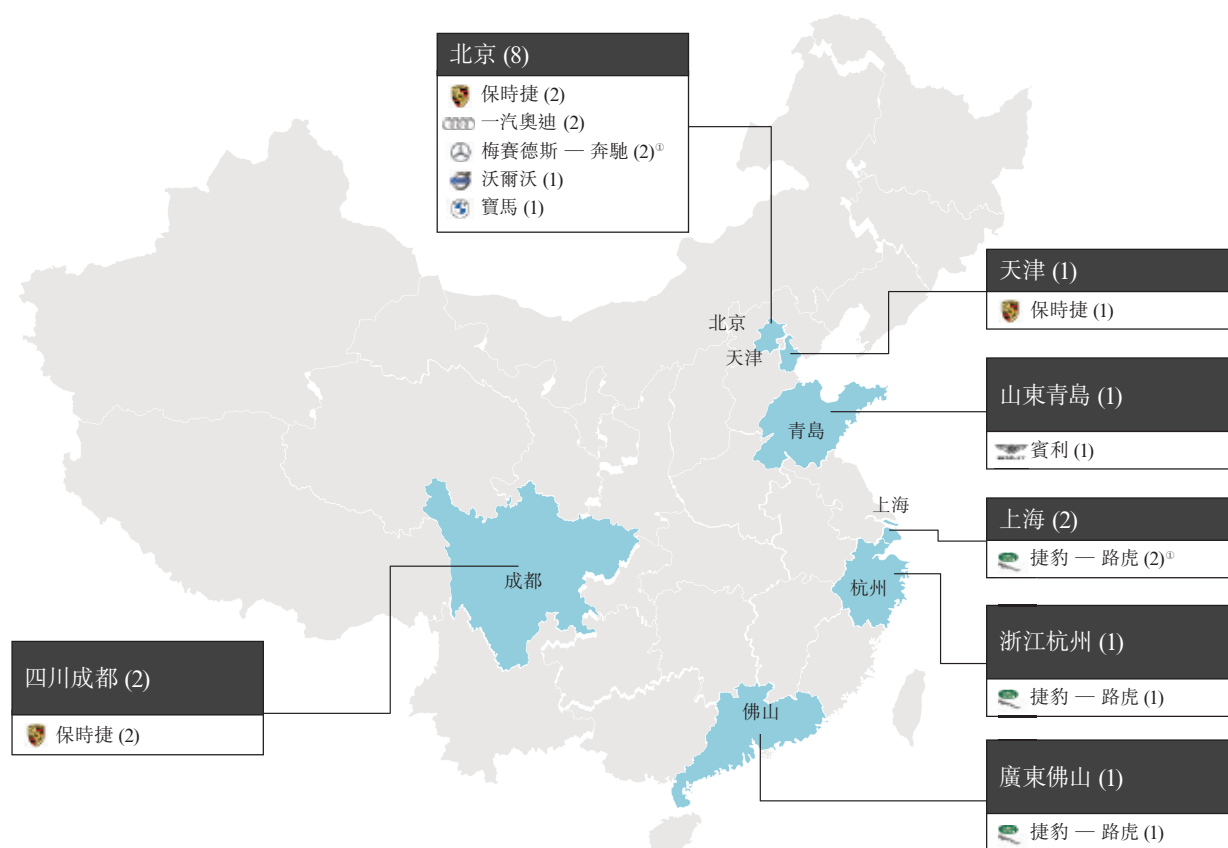 北京 (8)
保時捷 (2)
一汽奧迪 (2)
梅賽德斯 — 奔馳 (2)①
沃爾沃 (1)
寶馬 (1)
天津 (1)
保時捷 (1)
北京
天津
山東青島 (1)
賓利 (1)
青島
上海
上海 (2)
捷豹 — 路虎 (2)①
成都
杭州
浙江杭州 (1)
捷豹 — 路虎 (1)
四川成都 (2)
保時捷 (2)
佛山
廣東佛山 (1)
捷豹 — 路虎 (1)